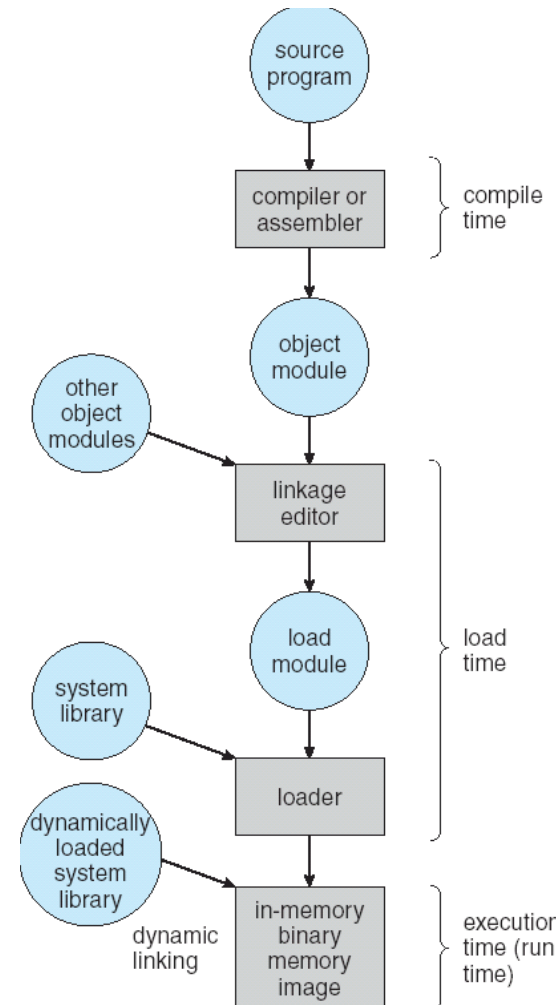 source
program
compiler or
assembler
compile
time
object
module
other
object
modules
linkage
editor
load
module
load
time
system
library
loader
dynamically
loaded
system
library
dynamic
linking
in-memory
binary
memory
image
execution
time (run
time)